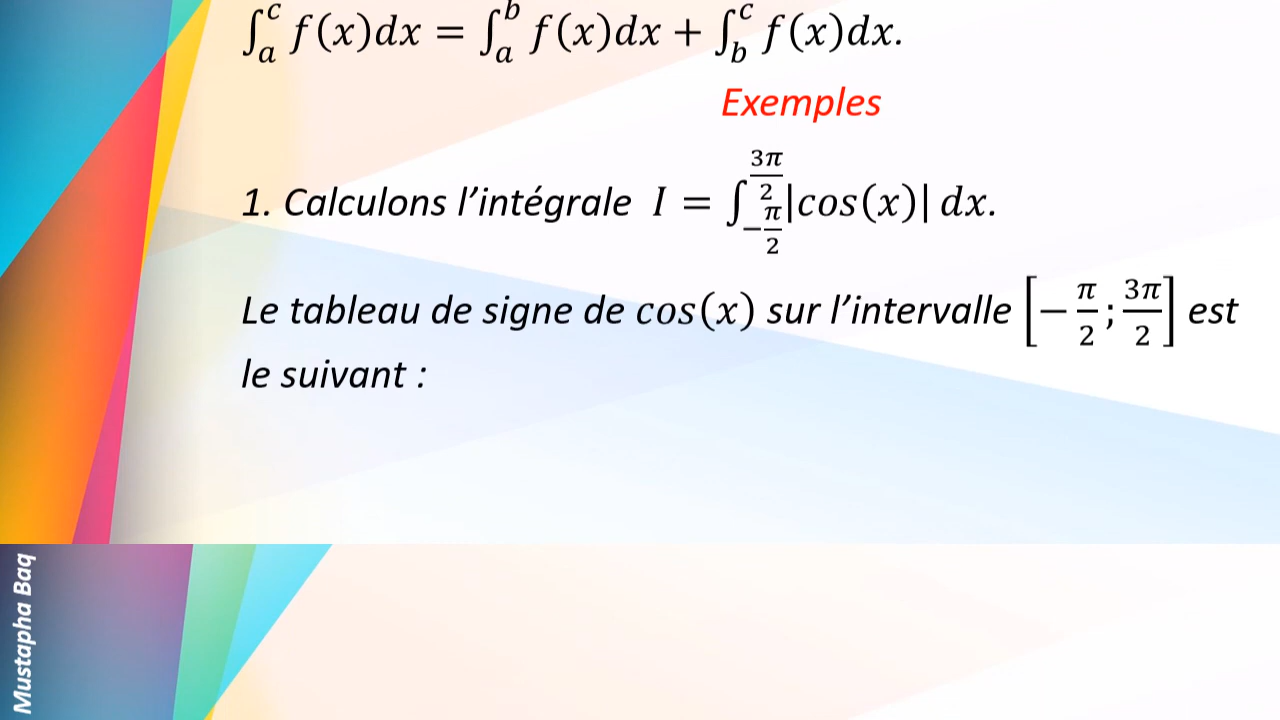 ∫_a^c f(x)dx = ∫_a^b f(x)dx + ∫_b^c f(x)dx.
Exemples
1. Calculons l’intégrale I = ∫_{-π/2}^{3π/2} |cos(x)| dx.
Le tableau de signe de cos(x) sur l’intervalle [−π/2 ; 3π/2] est
le suivant :
Mustapha Baq